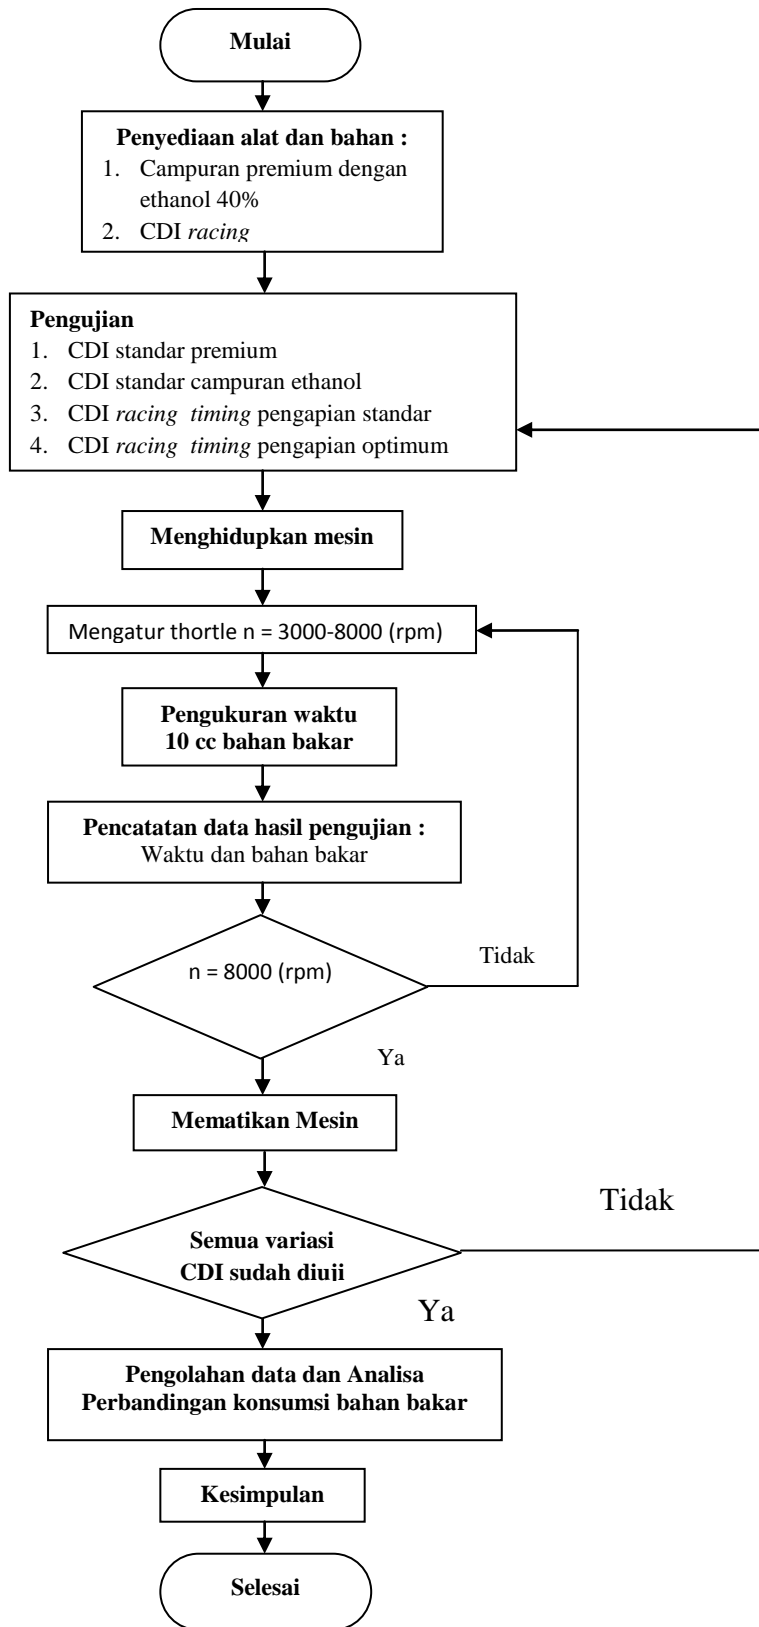 Mulai
Penyediaan alat dan bahan :
1. Campuran premium dengan
ethanol 40%
2. CDI racing
Pengujian
1. CDI standar premium
2. CDI standar campuran ethanol
3. CDI racing timing pengapian standar
4. CDI racing timing pengapian optimum
Menghidupkan mesin
Mengatur thortle n = 3000-8000 (rpm)
Pengukuran waktu
10 cc bahan bakar
Pencatatan data hasil pengujian :
Waktu dan bahan bakar
n = 8000 (rpm)
Tidak
Ya
Mematikan Mesin
Tidak
Semua variasi
CDI sudah diuji
Ya
Pengolahan data dan Analisa
Perbandingan konsumsi bahan bakar
Kesimpulan
Selesai